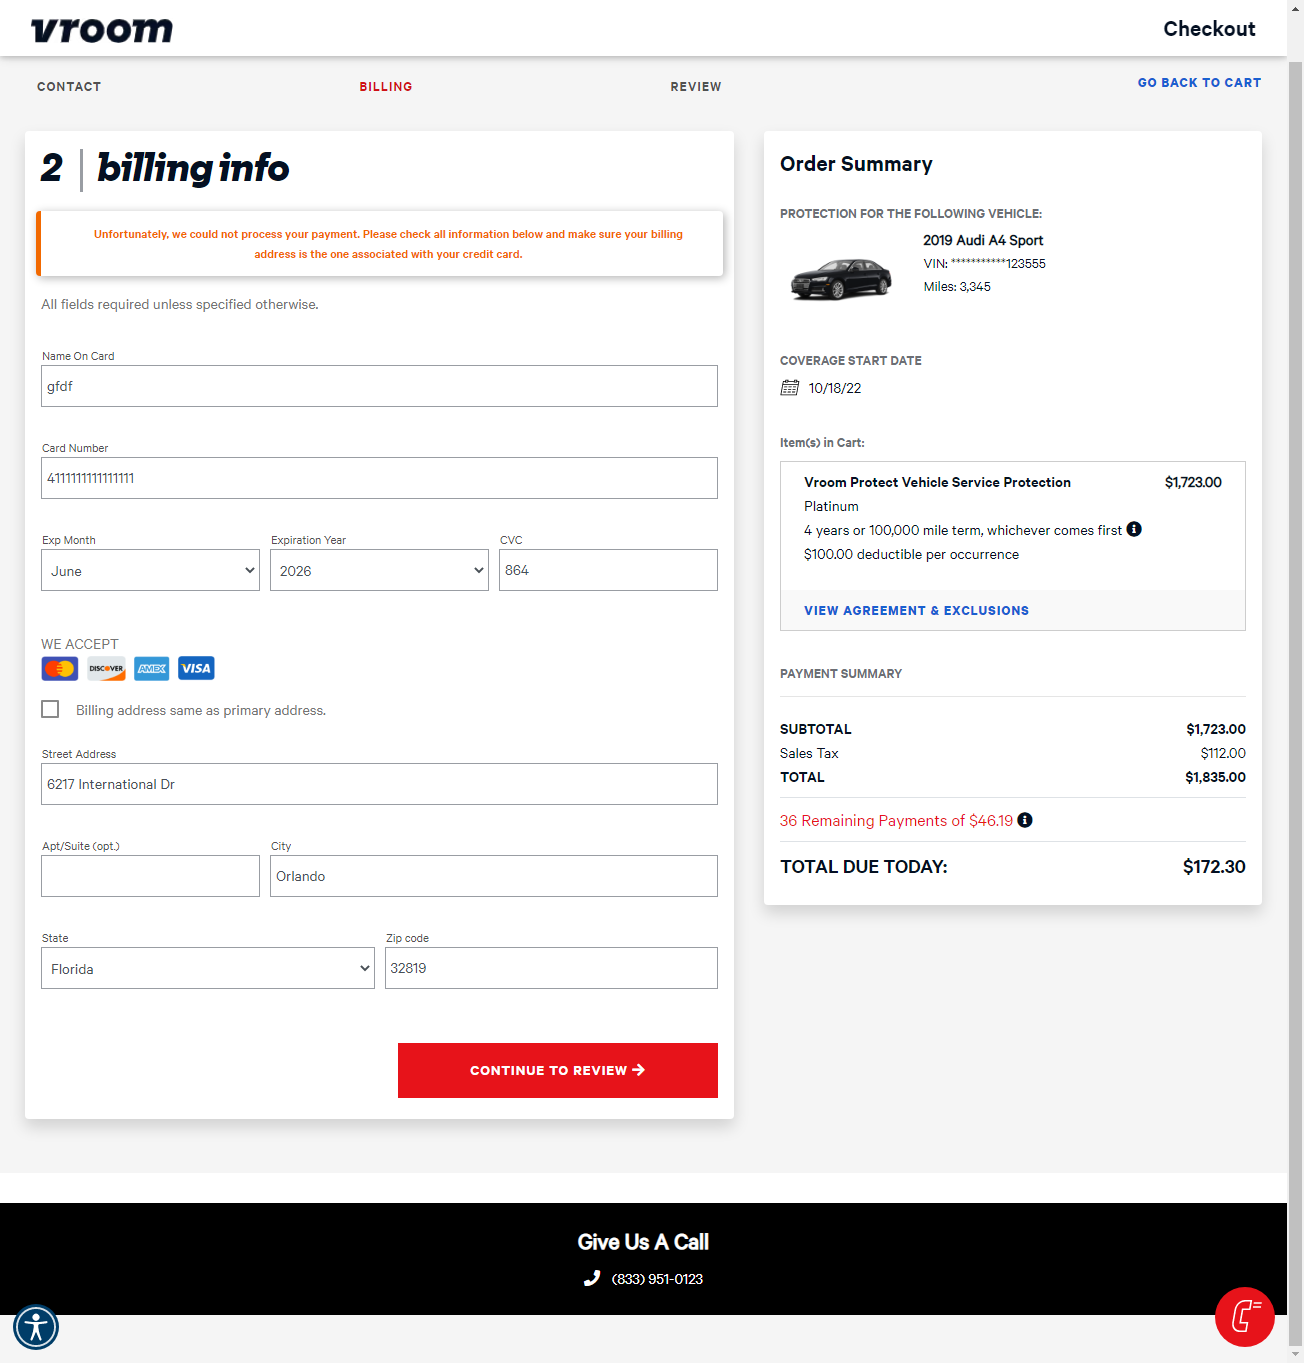 vroom
Checkout
CONTACT
BILLING
REVIEW
GO BACK TO CART
2 billing info
Unfortunately, we could not process your payment. Please check all information below and make sure your billing
address is the one associated with your credit card.
All fields required unless specified otherwise.
Name On Card
gfdf
Card Number
4111111111111111
Exp Month
Expiration Year
CVC
June
2026
864
WE ACCEPT
DISCOVER
AMEX
VISA
Billing address same as primary address.
Street Address
6217 International Dr
Apt/Suite (opt.)
City
Orlando
State
Zip code
Florida
32819
CONTINUE TO REVIEW
Order Summary
PROTECTION FOR THE FOLLOWING VEHICLE:
2019 Audi A4 Sport
VIN: ***********123555
Miles: 3,345
COVERAGE START DATE
10/18/22
Item(s) in Cart:
Vroom Protect Vehicle Service Protection $1,723.00
Platinum
4 years or 100,000 mile term, whichever comes first
$100.00 deductible per occurrence
VIEW AGREEMENT & EXCLUSIONS
PAYMENT SUMMARY
SUBTOTAL $1,723.00
Sales Tax $112.00
TOTAL $1,835.00
36 Remaining Payments of $46.19
TOTAL DUE TODAY: $172.30
Give Us A Call
(833) 951-0123